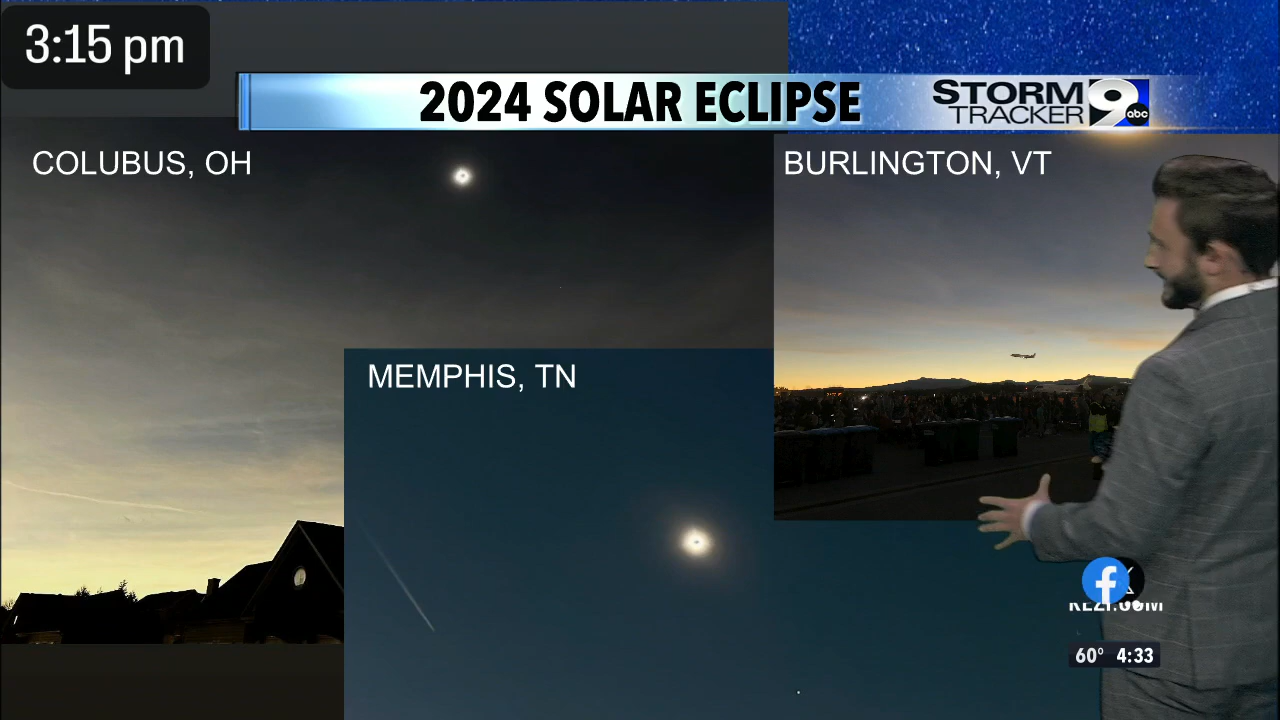 3:15 pm
2024 SOLAR ECLIPSE
STORM
TRACKER 9
abc
COLUBUS, OH
BURLINGTON, VT
MEMPHIS, TN
60° 4:33